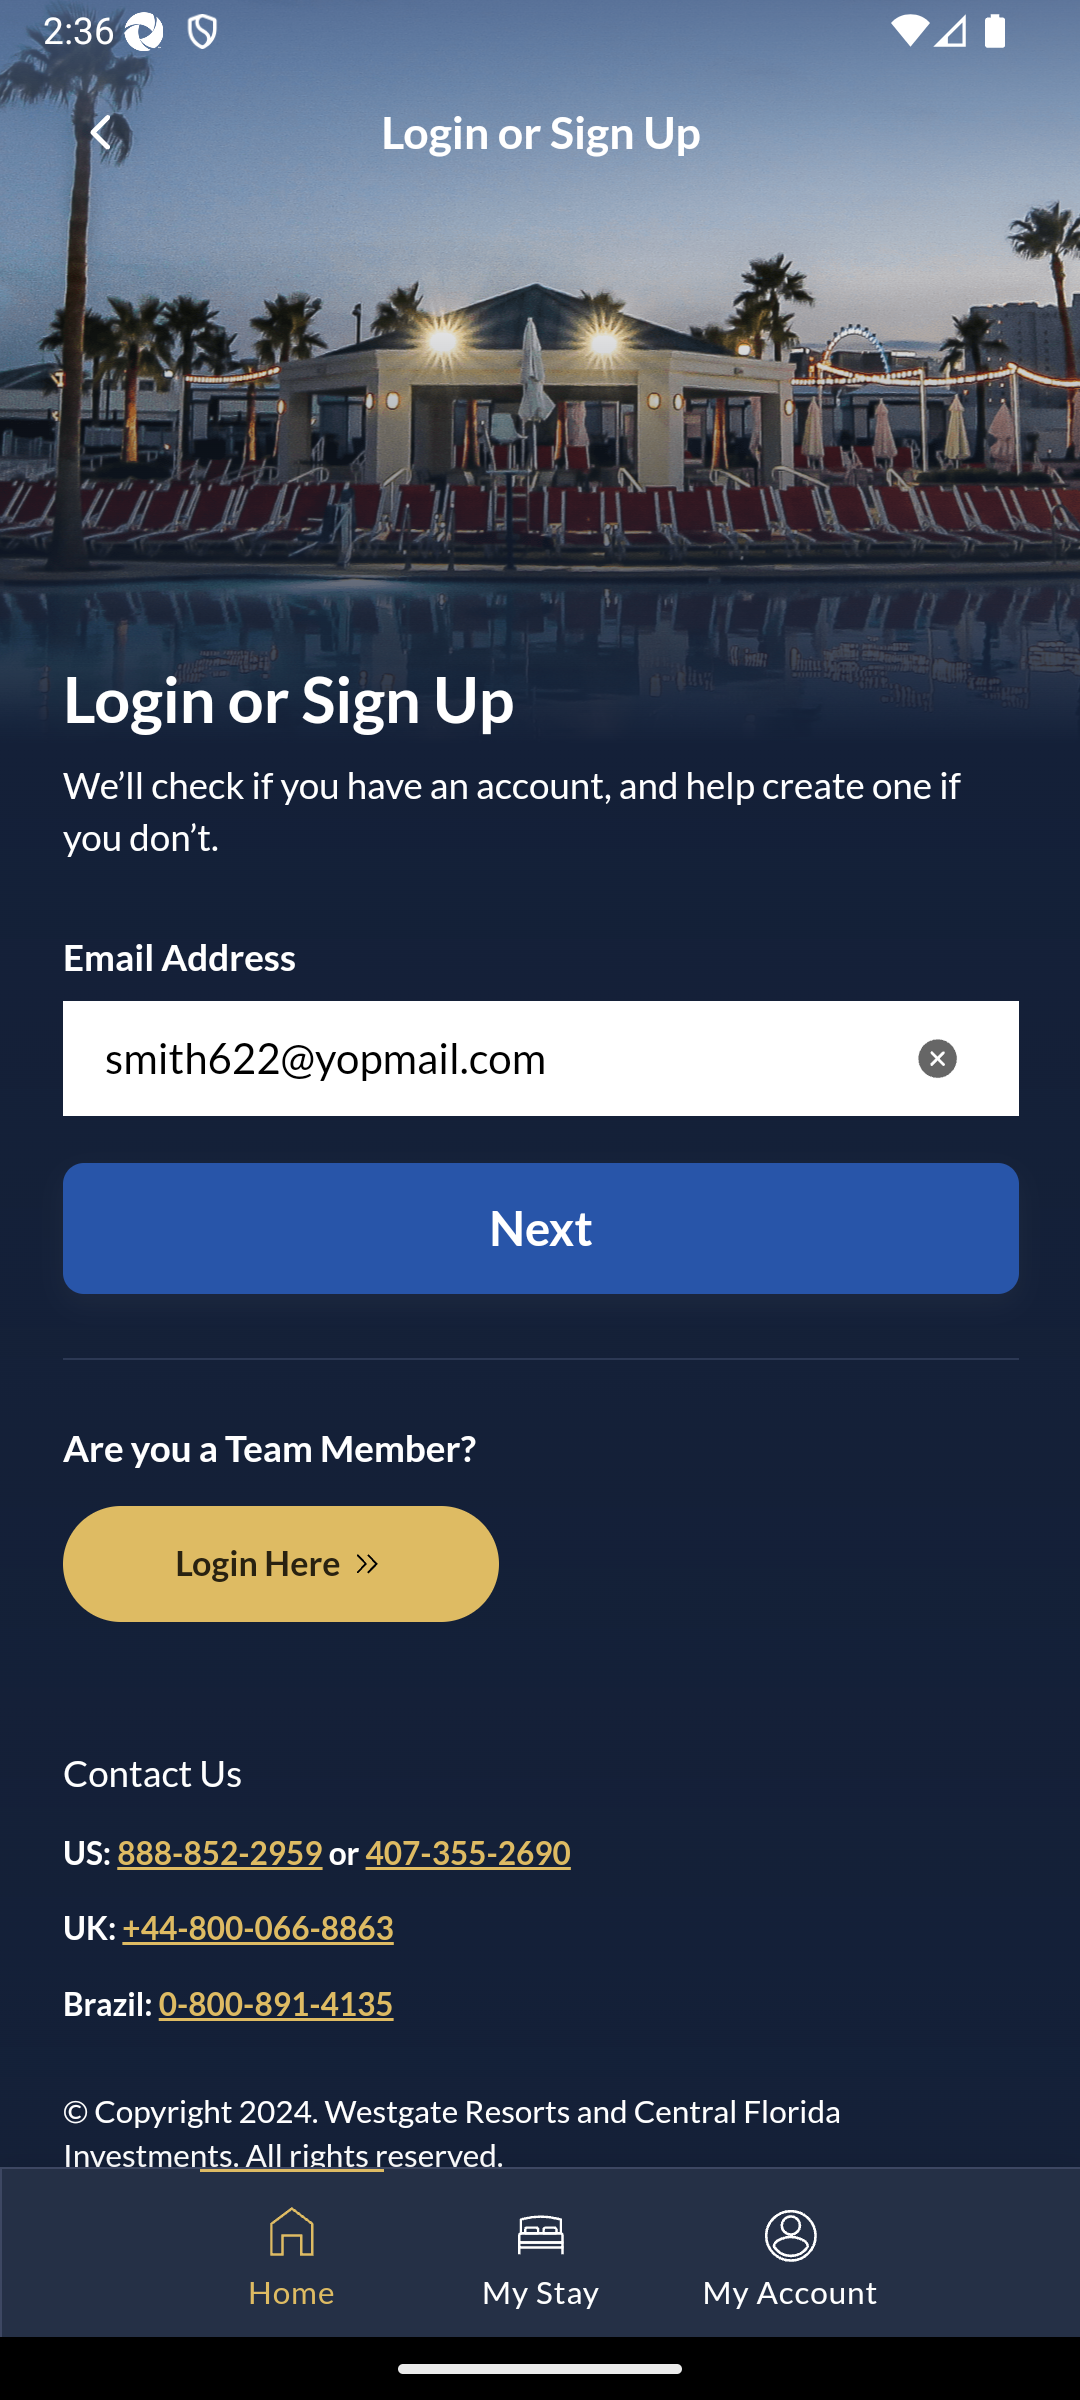 2:36
Login or Sign Up
Login or Sign Up
We’ll check if you have an account, and help create one if
you don’t.
Email Address
smith622@yopmail.com
Next
Are you a Team Member?
Login Here
Contact Us
US: 888-852-2959 or 407-355-2690
UK: +44-800-066-8863
Brazil: 0-800-891-4135
© Copyright 2024. Westgate Resorts and Central Florida
Investments. All rights reserved.
Home
My Stay
My Account